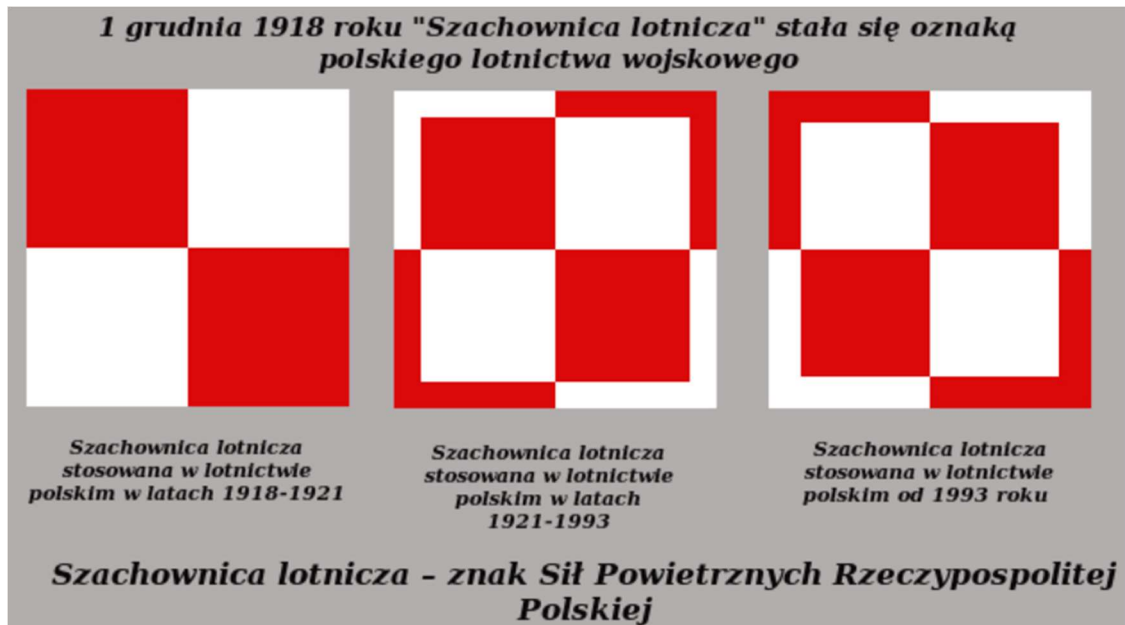 1 grudnia 1918 roku "Szachownica lotnicza" stała się oznaką
polskiego lotnictwa wojskowego
Szachownica lotnicza
stosowana w lotnictwie
polskim w latach 1918-1921
Szachownica lotnicza
stosowana w lotnictwie
polskim w latach
1921-1993
Szachownica lotnicza
stosowana w lotnictwie
polskim od 1993 roku
Szachownica lotnicza – znak Sił Powietrznych Rzeczypospolitej
Polskiej